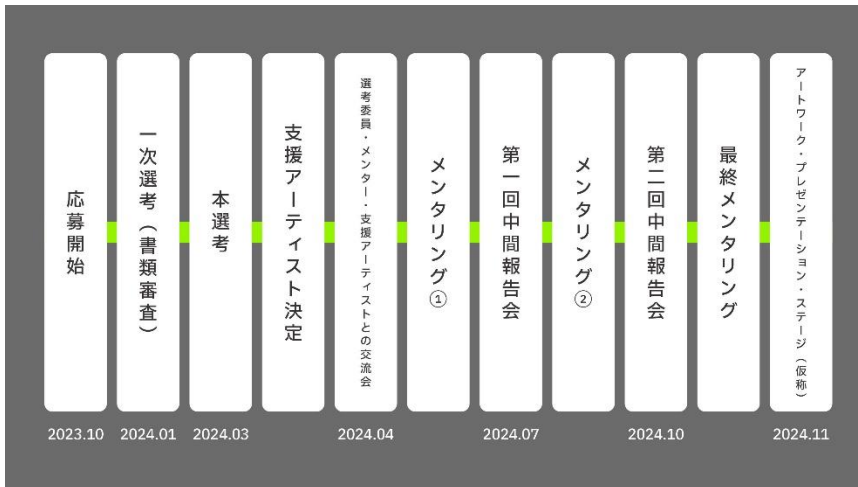 応募開始
一次選考(書類審査)
本選考
支援アーティスト決定
選考委員・メンター・支援アーティストとの交流会
メンタリング①
第一回中間報告会
メンタリング②
第二回中間報告会
最終メンタリング
アートワーク・プレゼンテーション・ステージ(仮称)
2023.10
2024.01
2024.03
2024.04
2024.07
2024.10
2024.11